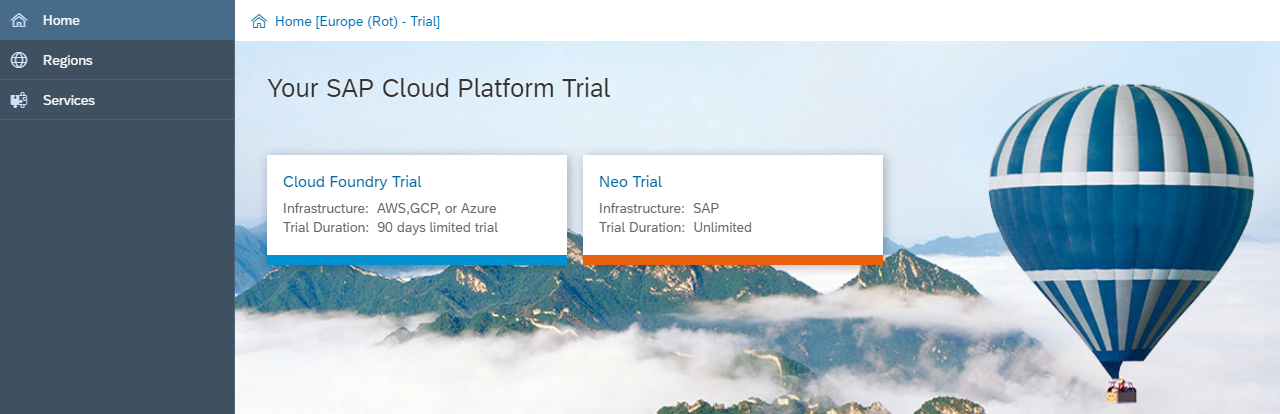 Home
Regions
Services
Home [Europe (Rot) - Trial]
Your SAP Cloud Platform Trial
Cloud Foundry Trial
Infrastructure: AWS,GCP, or Azure
Trial Duration: 90 days limited trial
Neo Trial
Infrastructure: SAP
Trial Duration: Unlimited